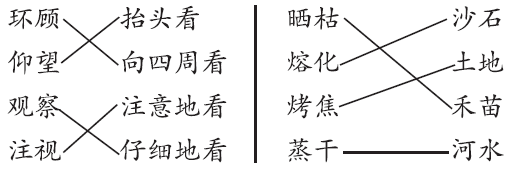 环顾 抬头看 晒枯 沙石
仰望 向四周看 熔化 土地
观察 注意地看 烤焦 禾苗
注视 仔细地看 蒸干 河水